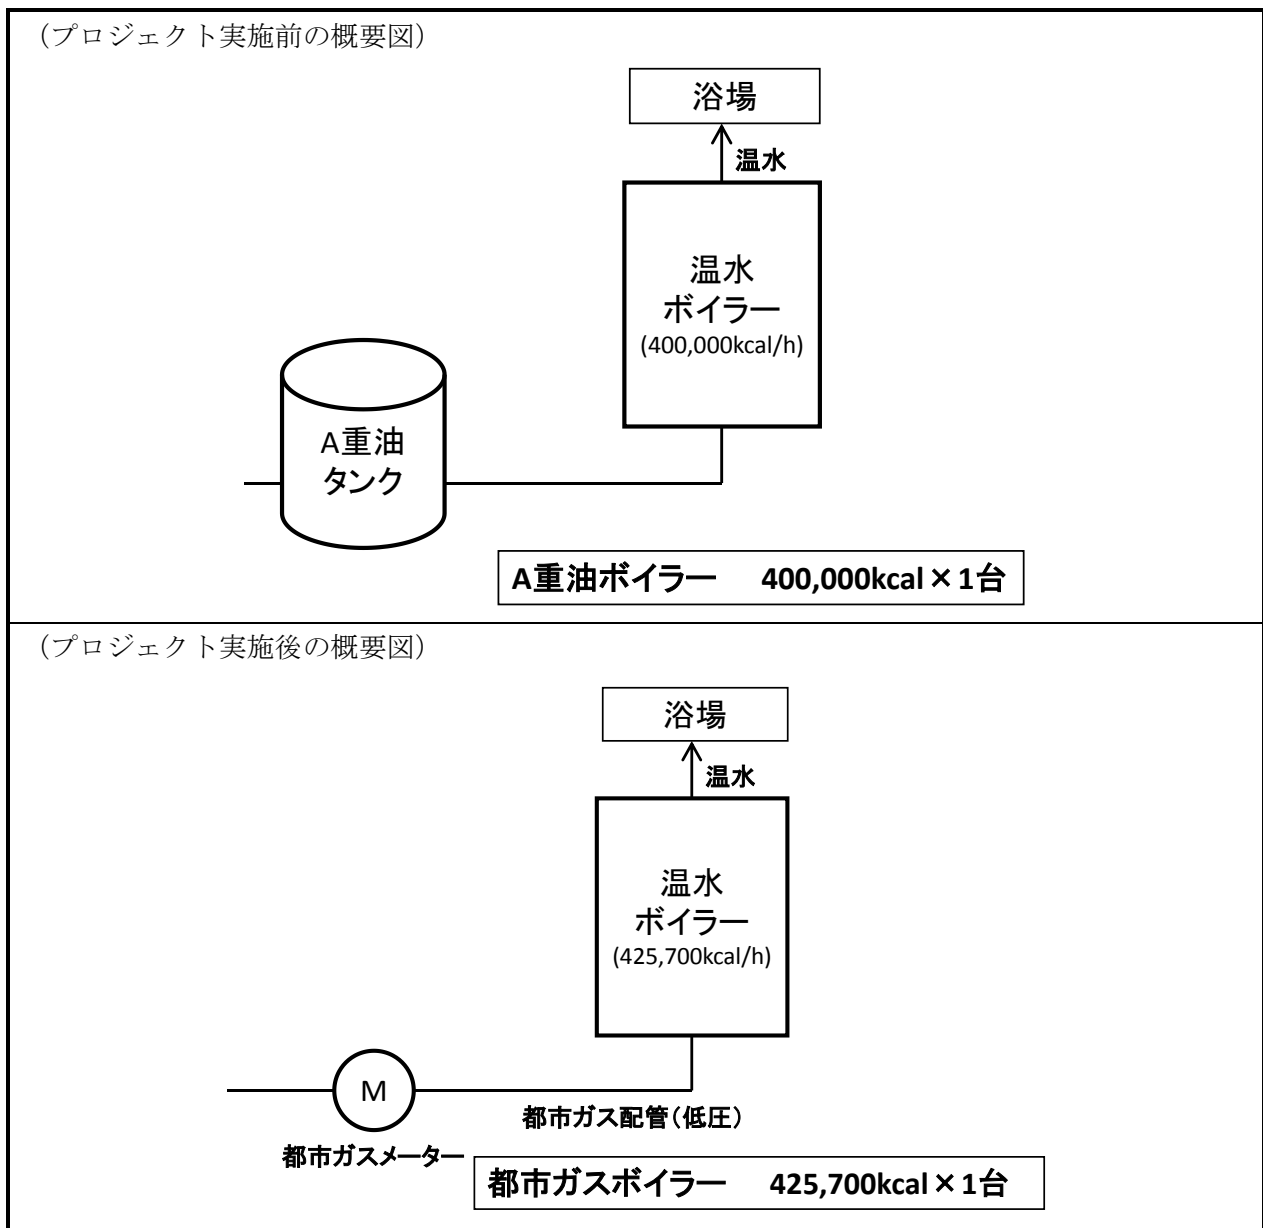 （プロジェクト実施前の概要図）
浴場
温水
温水
ボイラー
(400,000kcal/h)
A重油
タンク
A重油ボイラー　400,000kcal×1台
（プロジェクト実施後の概要図）
浴場
温水
温水
ボイラー
(425,700kcal/h)
M
都市ガス配管（低圧）
都市ガスメーター
都市ガスボイラー　425,700kcal×1台